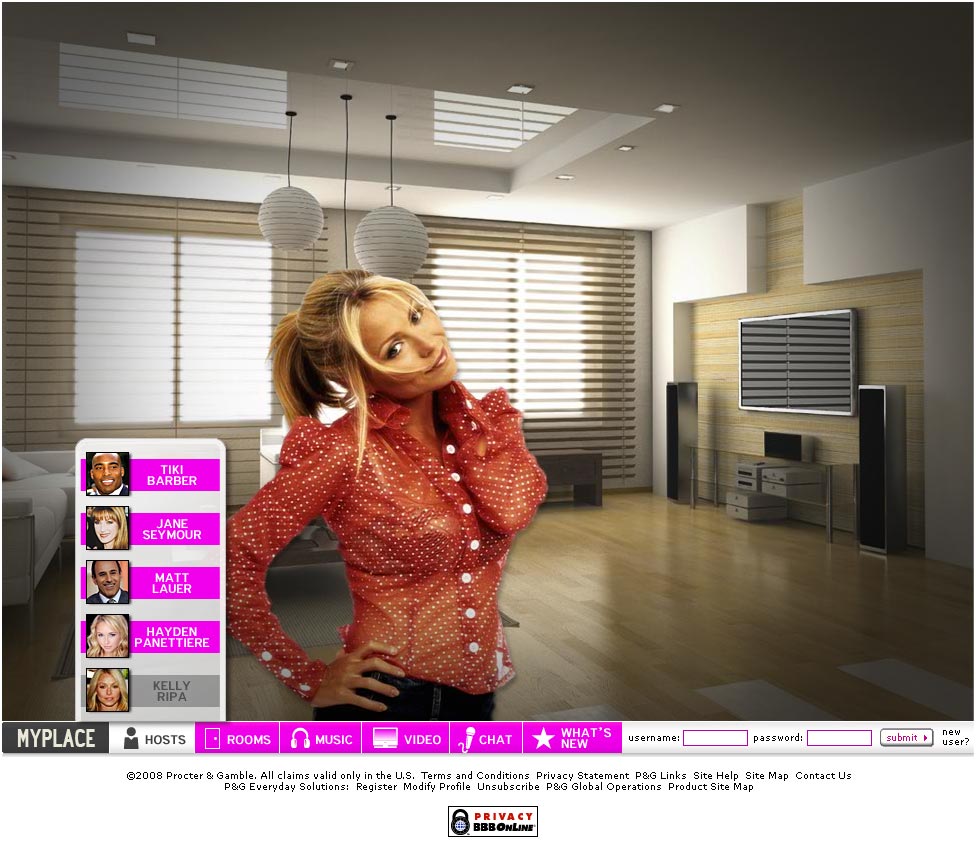 TIKI
BARBER
JANE
SEYMOUR
MATT
LAUER
HAYDEN
PANETTIERE
KELLY
RIPA
MYPLACE
HOSTS
ROOMS
MUSIC
VIDEO
CHAT
WHAT'S
NEW
username:
password:
submit
new
user?
©2008 Procter & Gamble. All claims valid only in the U.S. Terms and Conditions Privacy Statement P&G Links Site Help Site Map Contact Us
P&G Everyday Solutions: Register Modify Profile Unsubscribe P&G Global Operations Product Site Map
PRIVACY
BBBOnLine